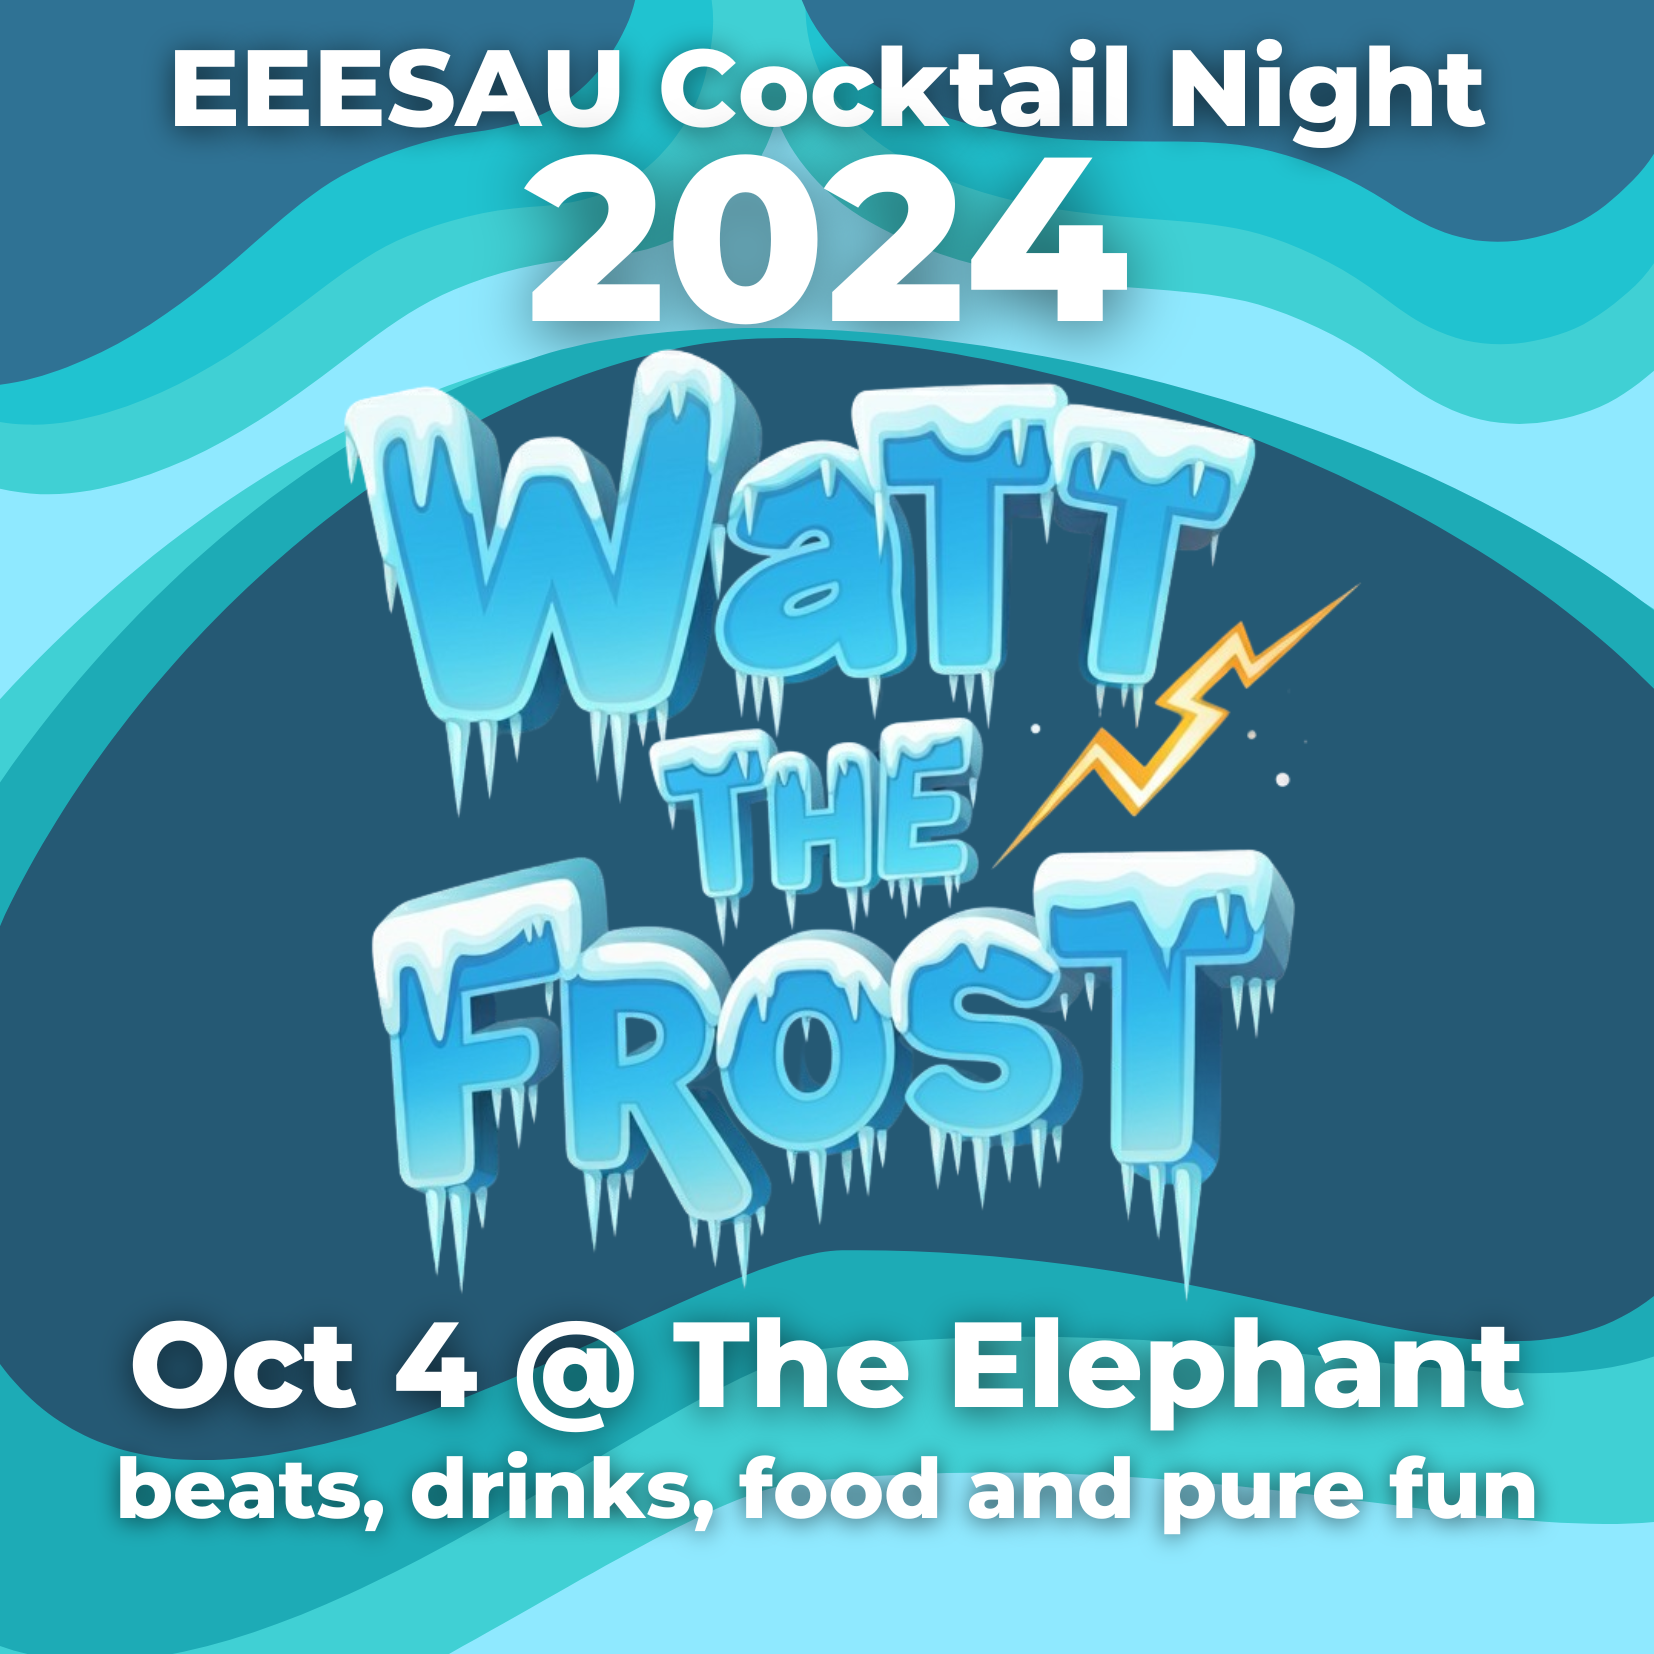 EEESAU Cocktail Night
2024
WaTT
THE
FROST
Oct 4 @ The Elephant
beats, drinks, food and pure fun